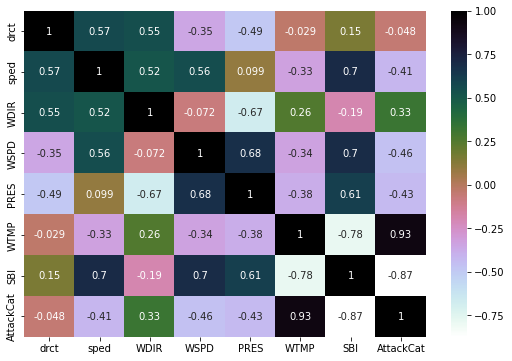 drct 1 0.57 0.55 -0.35 -0.49 -0.029 0.15 -0.048
sped 0.57 1 0.52 0.56 0.099 -0.33 0.7 -0.41
WDIR 0.55 0.52 1 -0.072 -0.67 0.26 -0.19 0.33
WSPD -0.35 0.56 -0.072 1 0.68 -0.34 0.7 -0.46
PRES -0.49 0.099 -0.67 0.68 1 -0.38 0.61 -0.43
WTMP -0.029 -0.33 0.26 -0.34 -0.38 1 -0.78 0.93
SBI 0.15 0.7 -0.19 0.7 0.61 -0.78 1 -0.87
AttackCat -0.048 -0.41 0.33 -0.46 -0.43 0.93 -0.87 1
drct sped WDIR WSPD PRES WTMP SBI AttackCat
1.00
0.75
0.50
0.25
0.00
-0.25
-0.50
-0.75